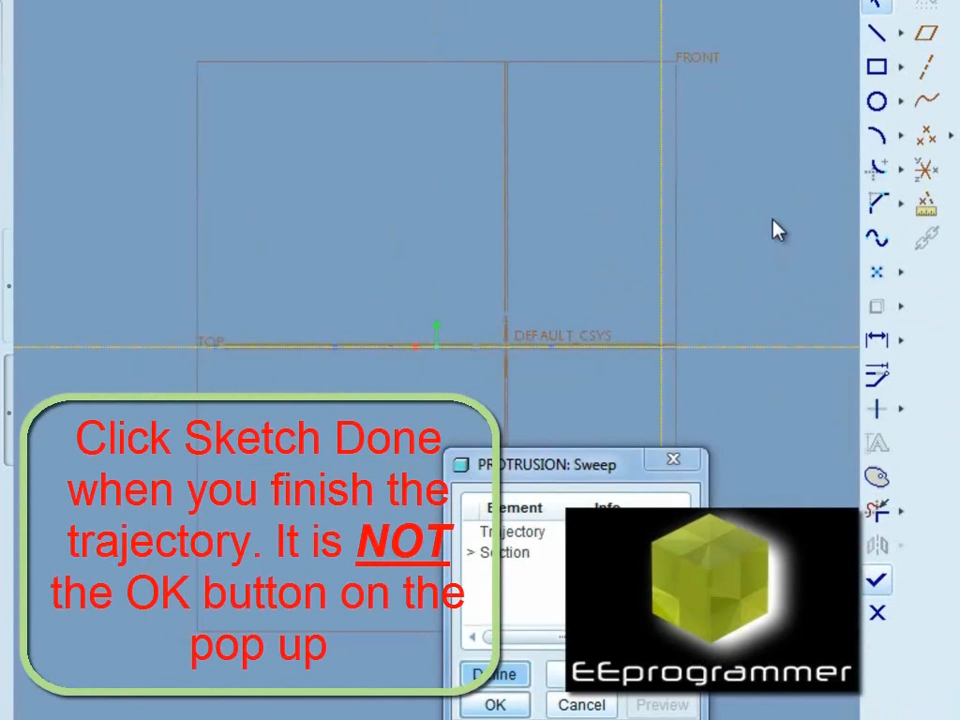 FRONT
TOP
DEFAULT_CSYS
Click Sketch Done
when you finish the
trajectory. It is NOT
the OK button on the
pop up
PROTRUSION: Sweep
Element Info
Trajectory
> Section
Define
OK Cancel Preview
EEprogrammer